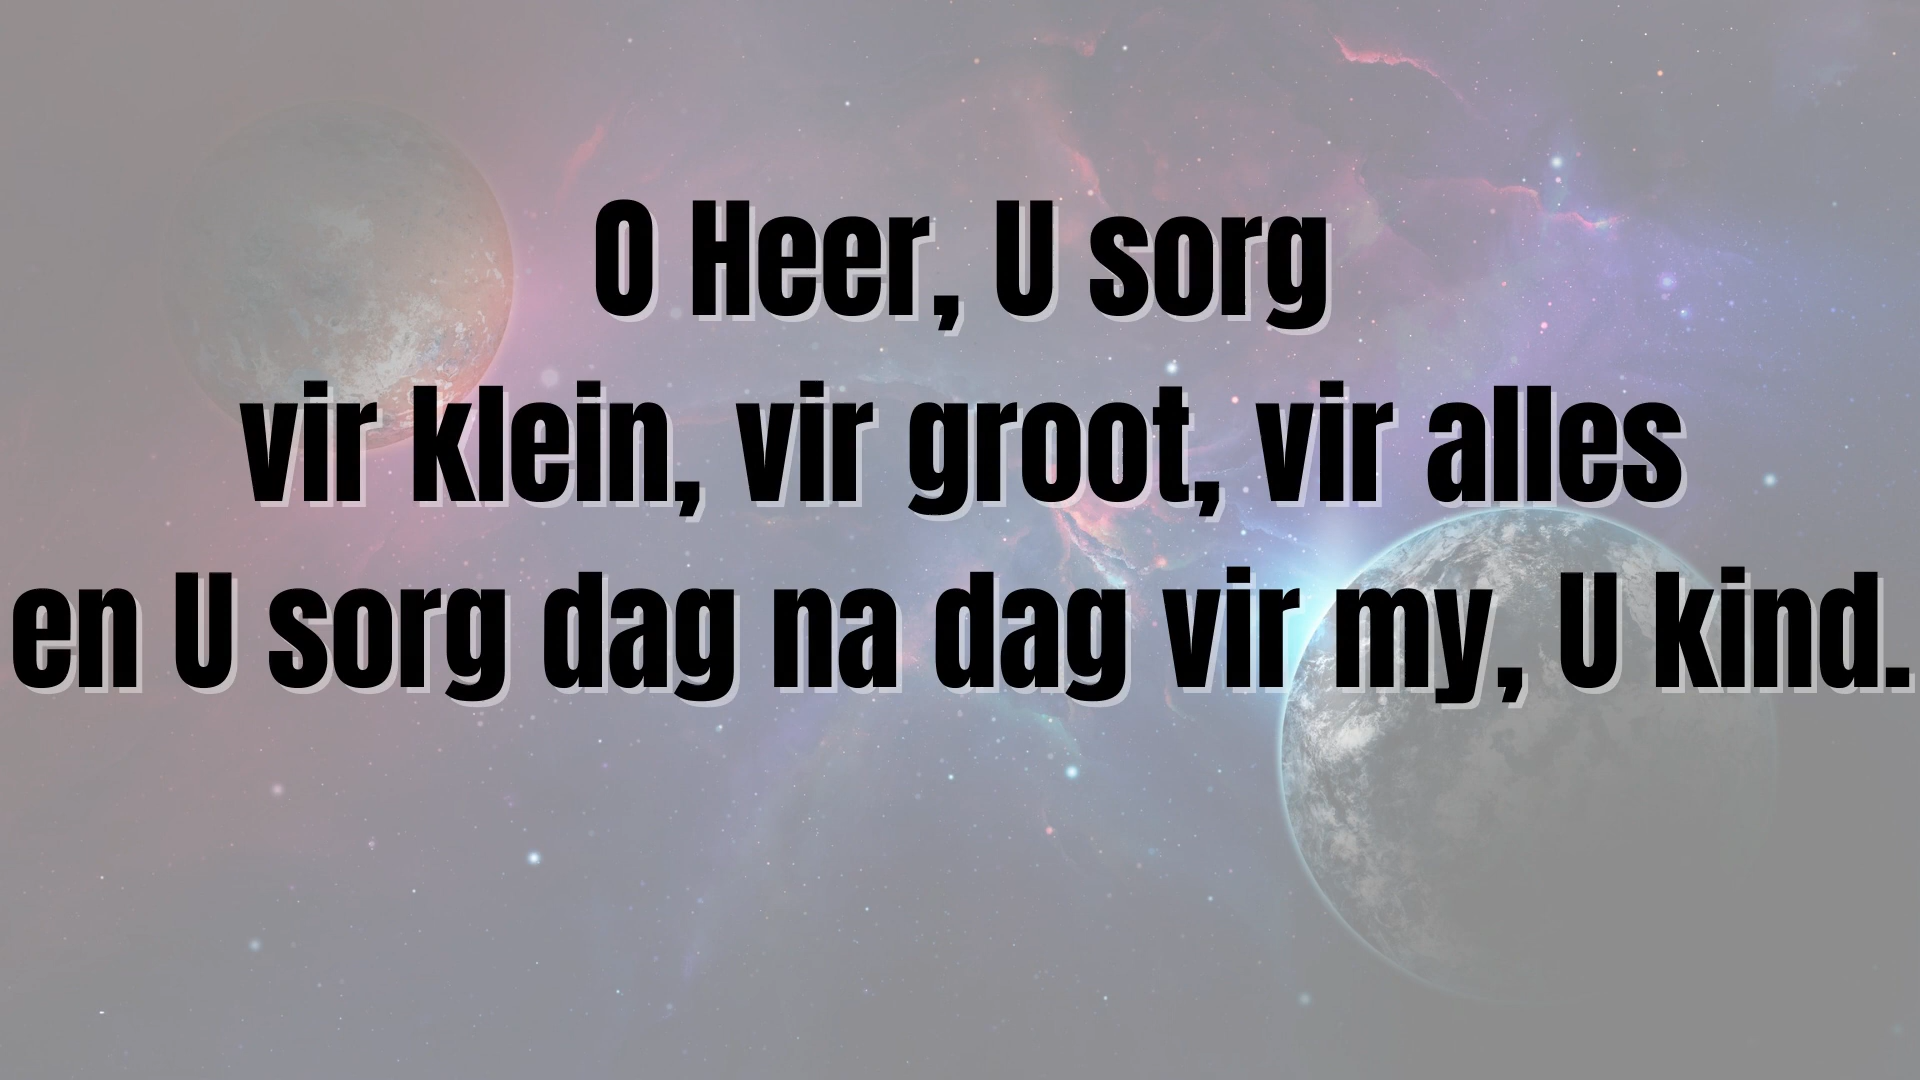 O Heer, U sorg
vir klein, vir groot, vir alles
en U sorg dag na dag vir my, U kind.